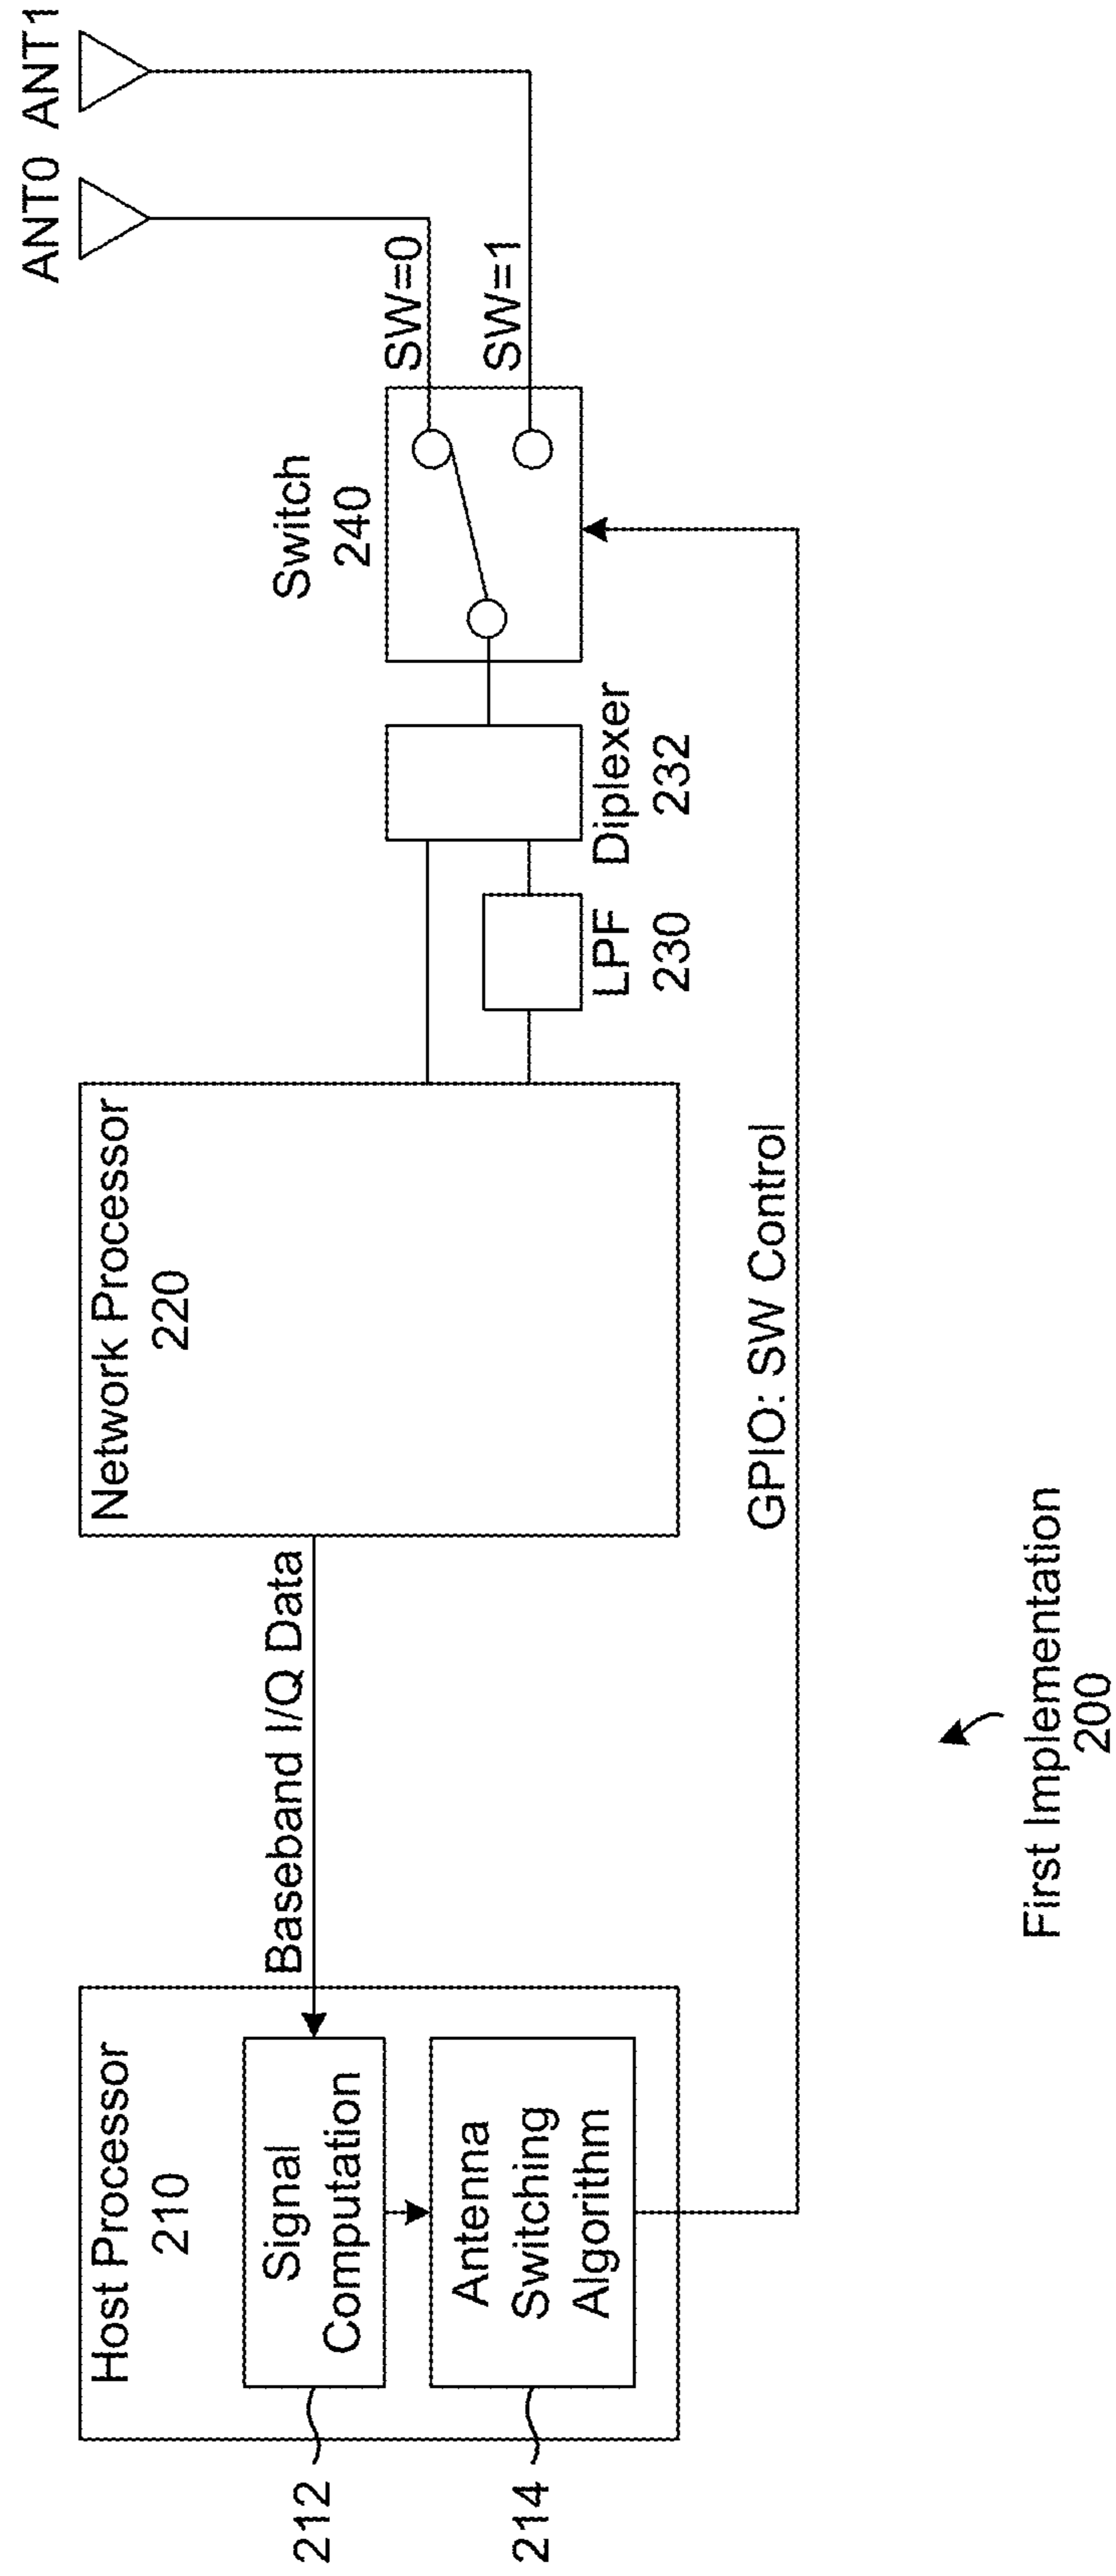 Host Processor
210
Signal
Computation
Antenna
Switching
Algorithm
212
214
Baseband I/Q Data
Network Processor
220
GPIO: SW Control
LPF
230
Diplexer
232
Switch
240
SW=0
SW=1
ANT0
ANT1
First Implementation
200